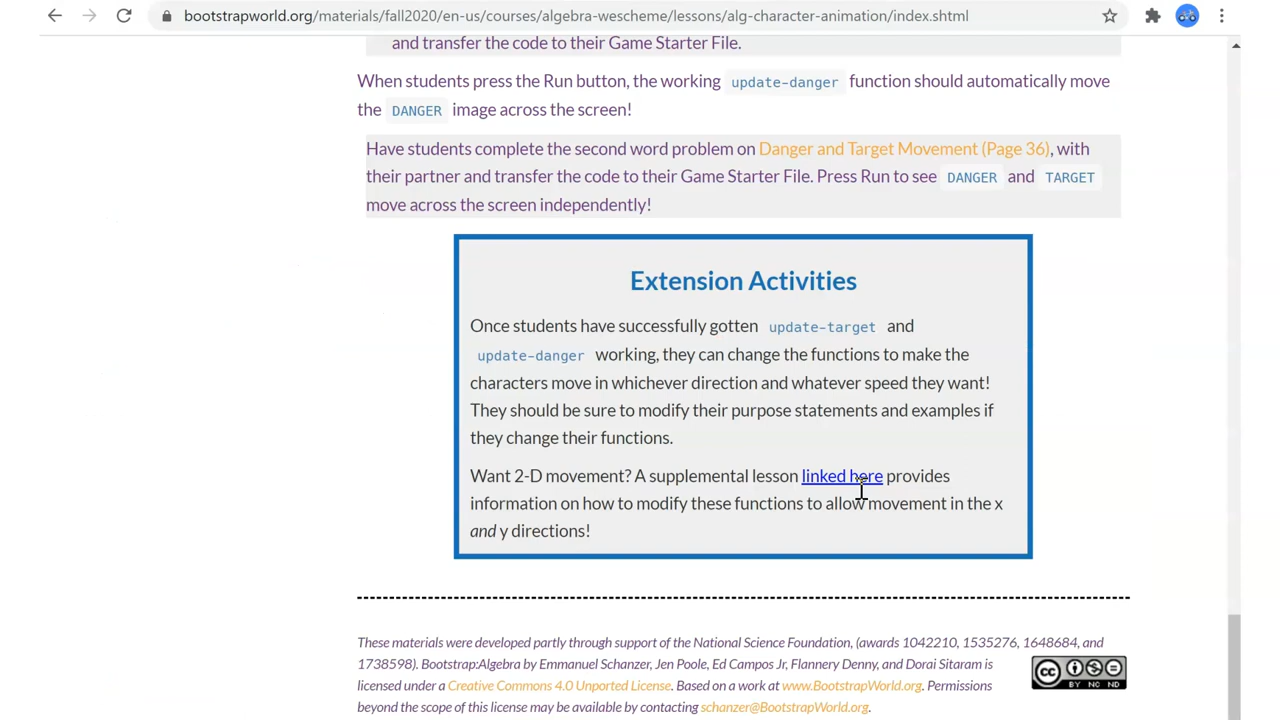 bootstrapworld.org/materials/fall2020/en-us/courses/algebra-wescheme/lessons/alg-character-animation/index.shtml
and transfer the code to their Game Starter File.
When students press the Run button, the working update-danger function should automatically move
the DANGER image across the screen!
Have students complete the second word problem on Danger and Target Movement (Page 36), with
their partner and transfer the code to their Game Starter File. Press Run to see DANGER and TARGET
move across the screen independently!
Extension Activities
Once students have successfully gotten update-target and
update-danger working, they can change the functions to make the
characters move in whichever direction and whatever speed they want!
They should be sure to modify their purpose statements and examples if
they change their functions.
Want 2-D movement? A supplemental lesson linked here provides
information on how to modify these functions to allow movement in the x
and y directions!
These materials were developed partly through support of the National Science Foundation, (awards 1042210, 1535276, 1648684, and
1738598). Bootstrap:Algebra by Emmanuel Schanzer, Jen Poole, Ed Campos Jr, Flannery Denny, and Dorai Sitaram is
licensed under a Creative Commons 4.0 Unported License. Based on a work at www.BootstrapWorld.org. Permissions
beyond the scope of this license may be available by contacting schanzer@BootstrapWorld.org.
cc BY NC ND